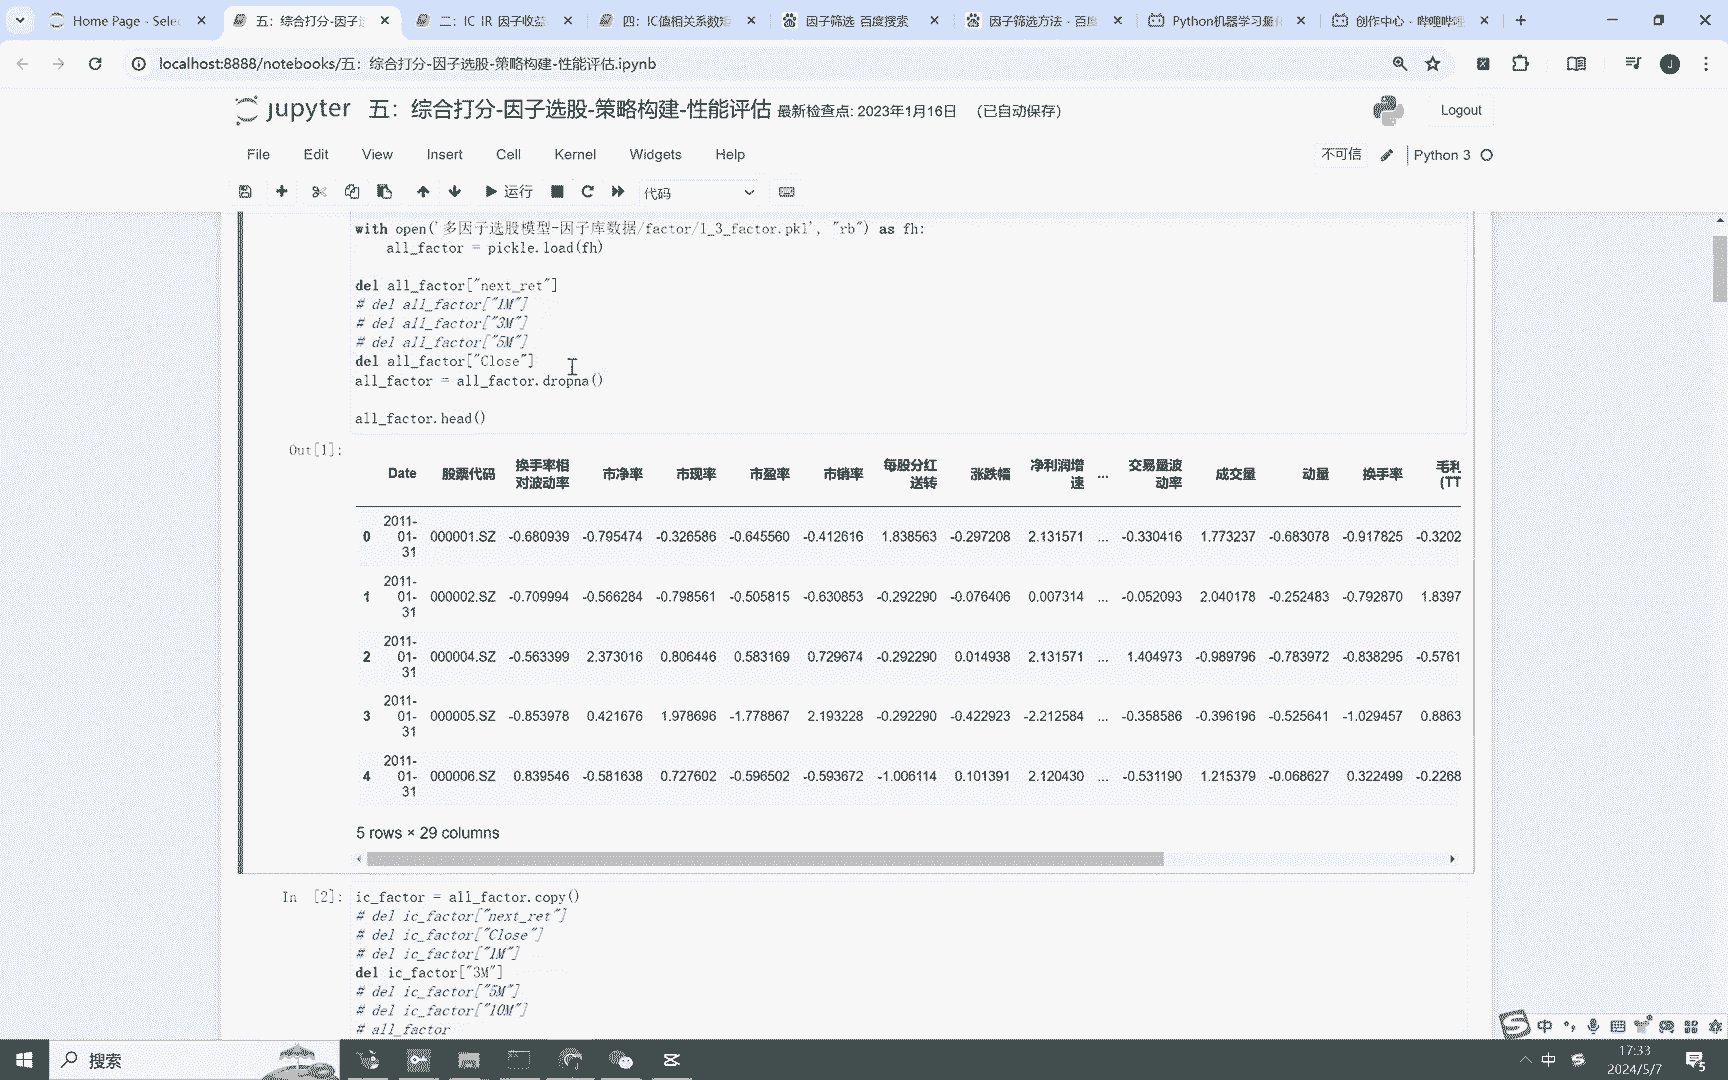 Home Page - Sele
五：综合打分-因子
二：IC IR 因子收益
四：IC值相关系数矩
因子筛选 百度搜索
因子筛选方法 - 百
Python机器学习量化
创作中心 - 哔哩哔哩
localhost:8888/notebooks/五：综合打分-因子选股-策略构建-性能评估.ipynb
J
jupyter 五：综合打分-因子选股-策略构建-性能评估 最新检查点: 2023年1月16日 （已自动保存）
Logout
File Edit View Insert Cell Kernel Widgets Help
不可信 Python 3
运行 代码
with open('多因子选股模型-因子库数据/factor/1_3_factor.pkl', "rb") as fh:
all_factor = pickle.load(fh)
del all_factor["next_ret"]
# del all_factor["1M"]
# del all_factor["3M"]
# del all_factor["5M"]
del all_factor["Close"]
all_factor = all_factor.dropna()
all_factor.head()
Out[1]:
Date 股票代码 换手率相对波动率 市净率 市现率 市盈率 市销率 每股分红送转 涨跌幅 净利润增速 ... 交易量波动率 成交量 动量 换手率 毛利 (TT
0 2011-01-31 000001.SZ -0.680939 -0.795474 -0.326586 -0.645560 -0.412616 1.838563 -0.297208 2.131571 ... -0.330416 1.773237 -0.683078 -0.917825 -0.3202
1 2011-01-31 000002.SZ -0.709994 -0.566284 -0.798561 -0.505815 -0.630853 -0.292290 -0.076406 0.007314 ... -0.052093 2.040178 -0.252483 -0.792870 1.8397
2 2011-01-31 000004.SZ -0.563399 2.373016 0.806446 0.583169 0.729674 -0.292290 0.014938 2.131571 ... 1.404973 -0.989796 -0.783972 -0.838295 -0.5761
3 2011-01-31 000005.SZ -0.853978 0.421676 1.978696 -1.778867 2.193228 -0.292290 -0.422923 -2.212584 ... -0.358586 -0.396196 -0.525641 -1.029457 0.8863
4 2011-01-31 000006.SZ 0.839546 -0.581638 0.727602 -0.596502 -0.593672 -1.006114 0.101391 2.120430 ... -0.531190 1.215379 -0.068627 0.322499 -0.2268
5 rows × 29 columns
In [2]: ic_factor = all_factor.copy()
# del ic_factor["next_ret"]
# del ic_factor["Close"]
# del ic_factor["1M"]
del ic_factor["3M"]
# del ic_factor["5M"]
# del ic_factor["10M"]
# all_factor
中
搜索
中
17:33
2024/5/7
5